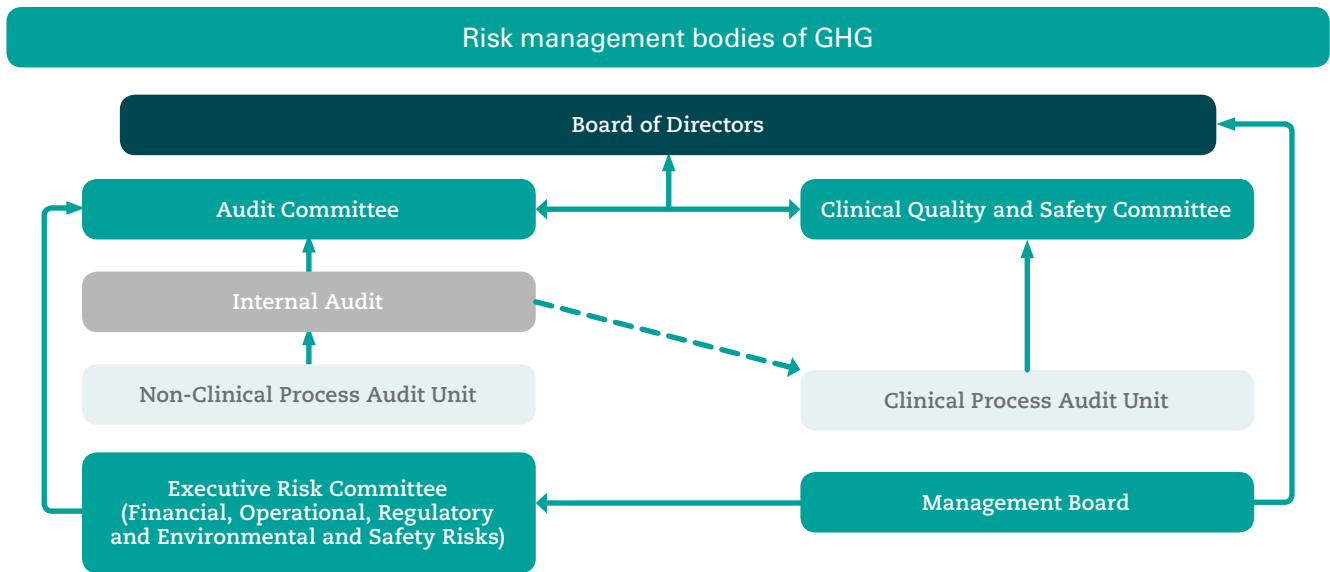 Risk management bodies of GHG
Board of Directors
Audit Committee
Clinical Quality and Safety Committee
Internal Audit
Non-Clinical Process Audit Unit
Clinical Process Audit Unit
Executive Risk Committee
(Financial, Operational, Regulatory
and Environmental and Safety Risks)
Management Board